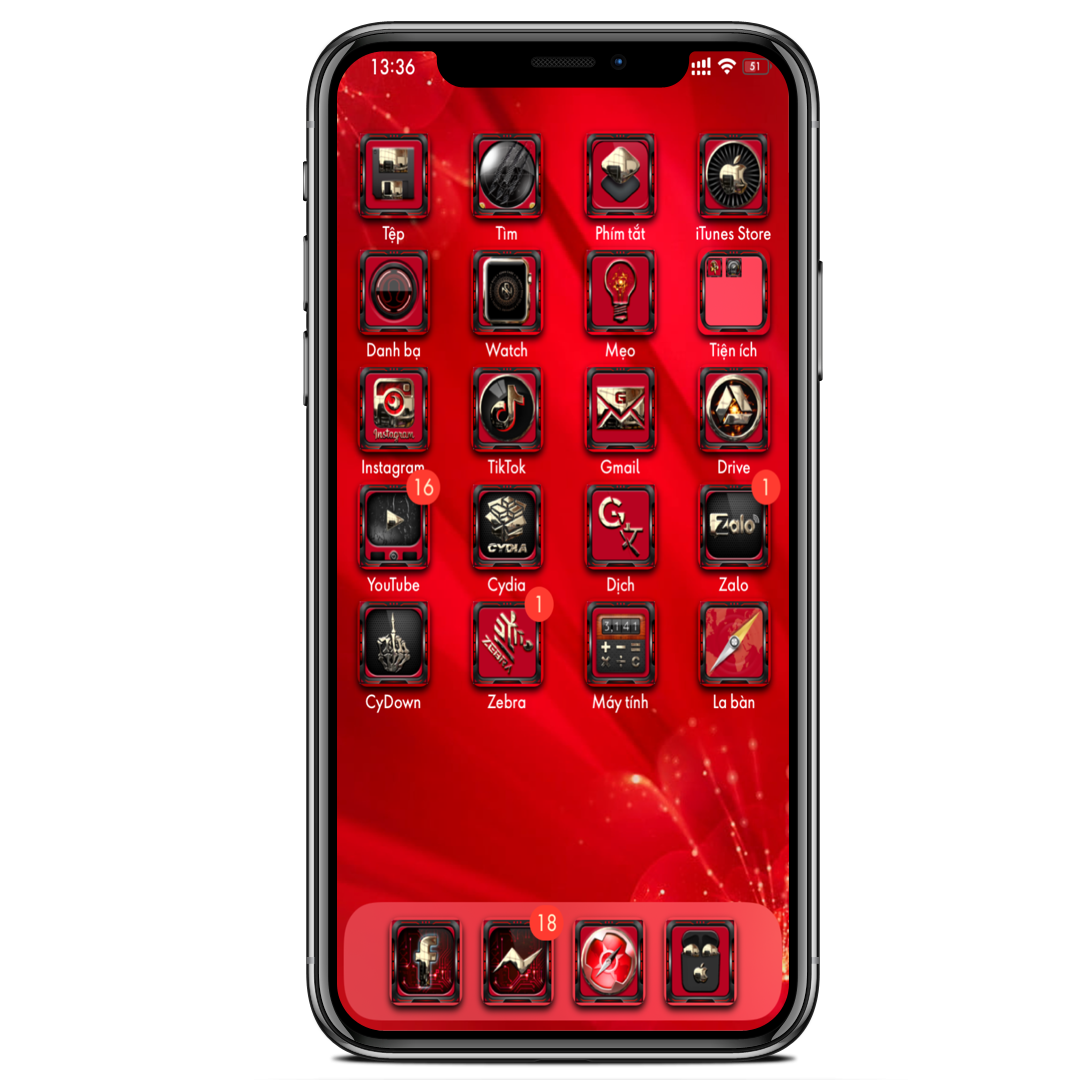 13:36
51
Tệp
Tìm
Phím tắt
iTunes Store
Danh bạ
Watch
Mẹo
Tiện ích
Instagram
G
Instagram
TikTok
Gmail
Drive
16
1
CYDIA
G文
Zalo
YouTube
Cydia
Dịch
Zalo
1
ZEBRA
3.141
+ − =
× ÷ C
CyDown
Zebra
Máy tính
La bàn
18
f